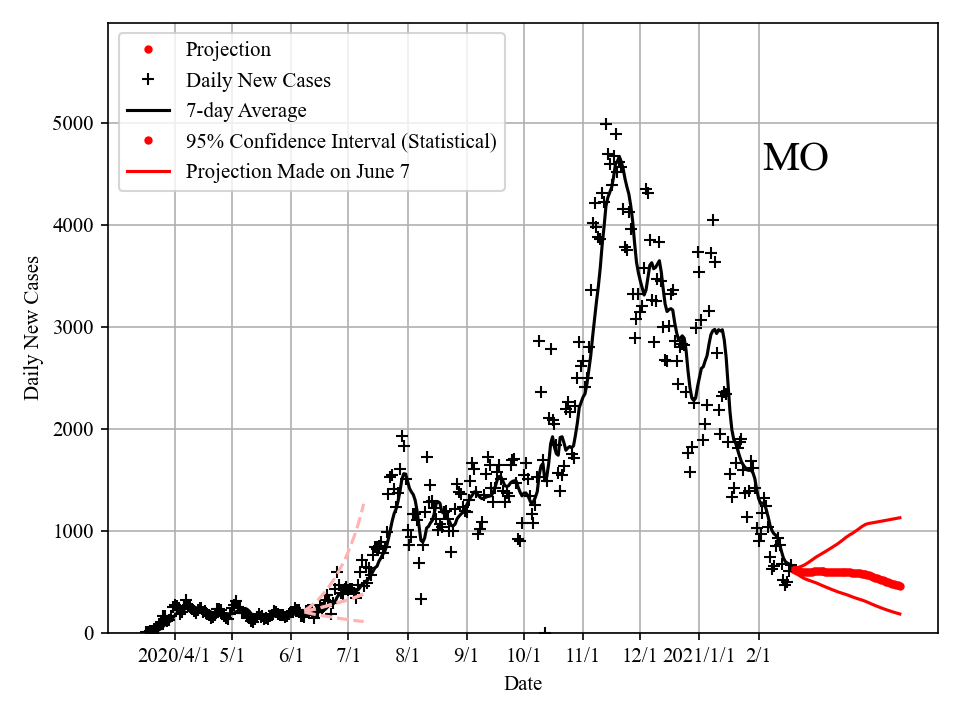 Projection
Daily New Cases
7-day Average
95% Confidence Interval (Statistical)
Projection Made on June 7
MO
5000
4000
3000
2000
1000
0
Daily New Cases
2020/4/1 5/1 6/1 7/1 8/1 9/1 10/1 11/1 12/1 2021/1/1 2/1
Date